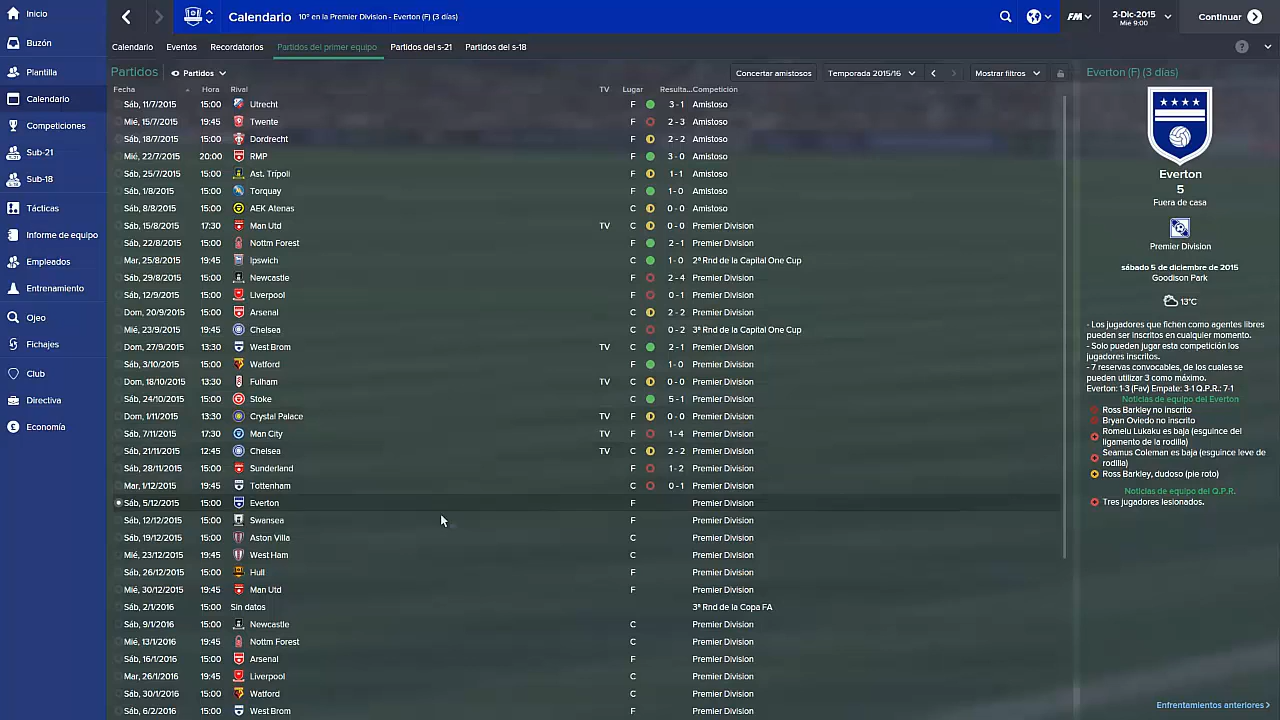 Inicio
Buzón
Plantilla
Calendario
Competiciones
Sub-21
Sub-18
Tácticas
Informe de equipo
Empleados
Entrenamiento
Ojeo
Fichajes
Club
Directiva
Economía
Calendario 10º en la Premier Division - Everton (F) (3 días)
FM 2-Dic-2015 Mie 9:00 Continuar
Calendario Eventos Recordatorios Partidos del primer equipo Partidos del s-21 Partidos del s-18
Partidos Partidos Concertar amistosos Temporada 2015/16 Mostrar filtros
Fecha Hora Rival TV Lugar Resulta... Competición
Sáb, 11/7/2015 15:00 Utrecht F 3 - 1 Amistoso
Mié, 15/7/2015 19:45 Twente F 2 - 3 Amistoso
Sáb, 18/7/2015 15:00 Dordrecht F 2 - 2 Amistoso
Mié, 22/7/2015 20:00 RMP F 3 - 0 Amistoso
Sáb, 25/7/2015 15:00 Ast. Trípoli F 1 - 1 Amistoso
Sáb, 1/8/2015 15:00 Torquay F 1 - 0 Amistoso
Sáb, 8/8/2015 15:00 AEK Atenas C 0 - 0 Amistoso
Sáb, 15/8/2015 17:30 Man Utd TV C 0 - 0 Premier Division
Sáb, 22/8/2015 15:00 Nottm Forest F 2 - 1 Premier Division
Mar, 25/8/2015 19:45 Ipswich C 1 - 0 2ª Rnd de la Capital One Cup
Sáb, 29/8/2015 15:00 Newcastle F 2 - 4 Premier Division
Sáb, 12/9/2015 15:00 Liverpool F 0 - 1 Premier Division
Dom, 20/9/2015 15:00 Arsenal C 2 - 2 Premier Division
Mié, 23/9/2015 19:45 Chelsea C 0 - 2 3ª Rnd de la Capital One Cup
Dom, 27/9/2015 13:30 West Brom TV C 2 - 1 Premier Division
Sáb, 3/10/2015 15:00 Watford F 1 - 0 Premier Division
Dom, 18/10/2015 13:30 Fulham TV C 0 - 0 Premier Division
Sáb, 24/10/2015 15:00 Stoke C 5 - 1 Premier Division
Dom, 1/11/2015 13:30 Crystal Palace TV F 0 - 0 Premier Division
Sáb, 7/11/2015 17:30 Man City TV F 1 - 4 Premier Division
Sáb, 21/11/2015 12:45 Chelsea TV C 2 - 2 Premier Division
Sáb, 28/11/2015 15:00 Sunderland F 1 - 2 Premier Division
Mar, 1/12/2015 19:45 Tottenham C 0 - 1 Premier Division
Sáb, 5/12/2015 15:00 Everton F Premier Division
Sáb, 12/12/2015 15:00 Swansea F Premier Division
Sáb, 19/12/2015 15:00 Aston Villa C Premier Division
Mié, 23/12/2015 19:45 West Ham C Premier Division
Sáb, 26/12/2015 15:00 Hull F Premier Division
Mié, 30/12/2015 19:45 Man Utd F Premier Division
Sáb, 2/1/2016 15:00 Sin datos 3ª Rnd de la Copa FA
Sáb, 9/1/2016 15:00 Newcastle C Premier Division
Mié, 13/1/2016 19:45 Nottm Forest C Premier Division
Sáb, 16/1/2016 15:00 Arsenal F Premier Division
Mar, 26/1/2016 19:45 Liverpool C Premier Division
Sáb, 30/1/2016 15:00 Watford C Premier Division
Sáb, 6/2/2016 15:00 West Brom F Premier Division
Everton (F) (3 días)
Everton
5
Fuera de casa
Premier Division
sábado 5 de diciembre de 2015
Goodison Park
13°C
- Los jugadores que fichen como agentes libres
pueden ser inscritos en cualquier momento.
- Solo pueden jugar esta competición los
jugadores inscritos.
- 7 reservas convocables, de los cuales se
pueden utilizar 3 como máximo.
Everton: 1-3 (Fav) Empate: 3-1 Q.P.R.: 7-1
Noticias de equipo del Everton
Ross Barkley no inscrito
Bryan Oviedo no inscrito
Romelu Lukaku es baja (esguince del
ligamento de la rodilla)
Seamus Coleman es baja (esguince leve de
rodilla)
Ross Barkley, dudoso (pie roto)
Noticias de equipo del Q.P.R.
Tres jugadores lesionados.
Enfrentamientos anteriores >